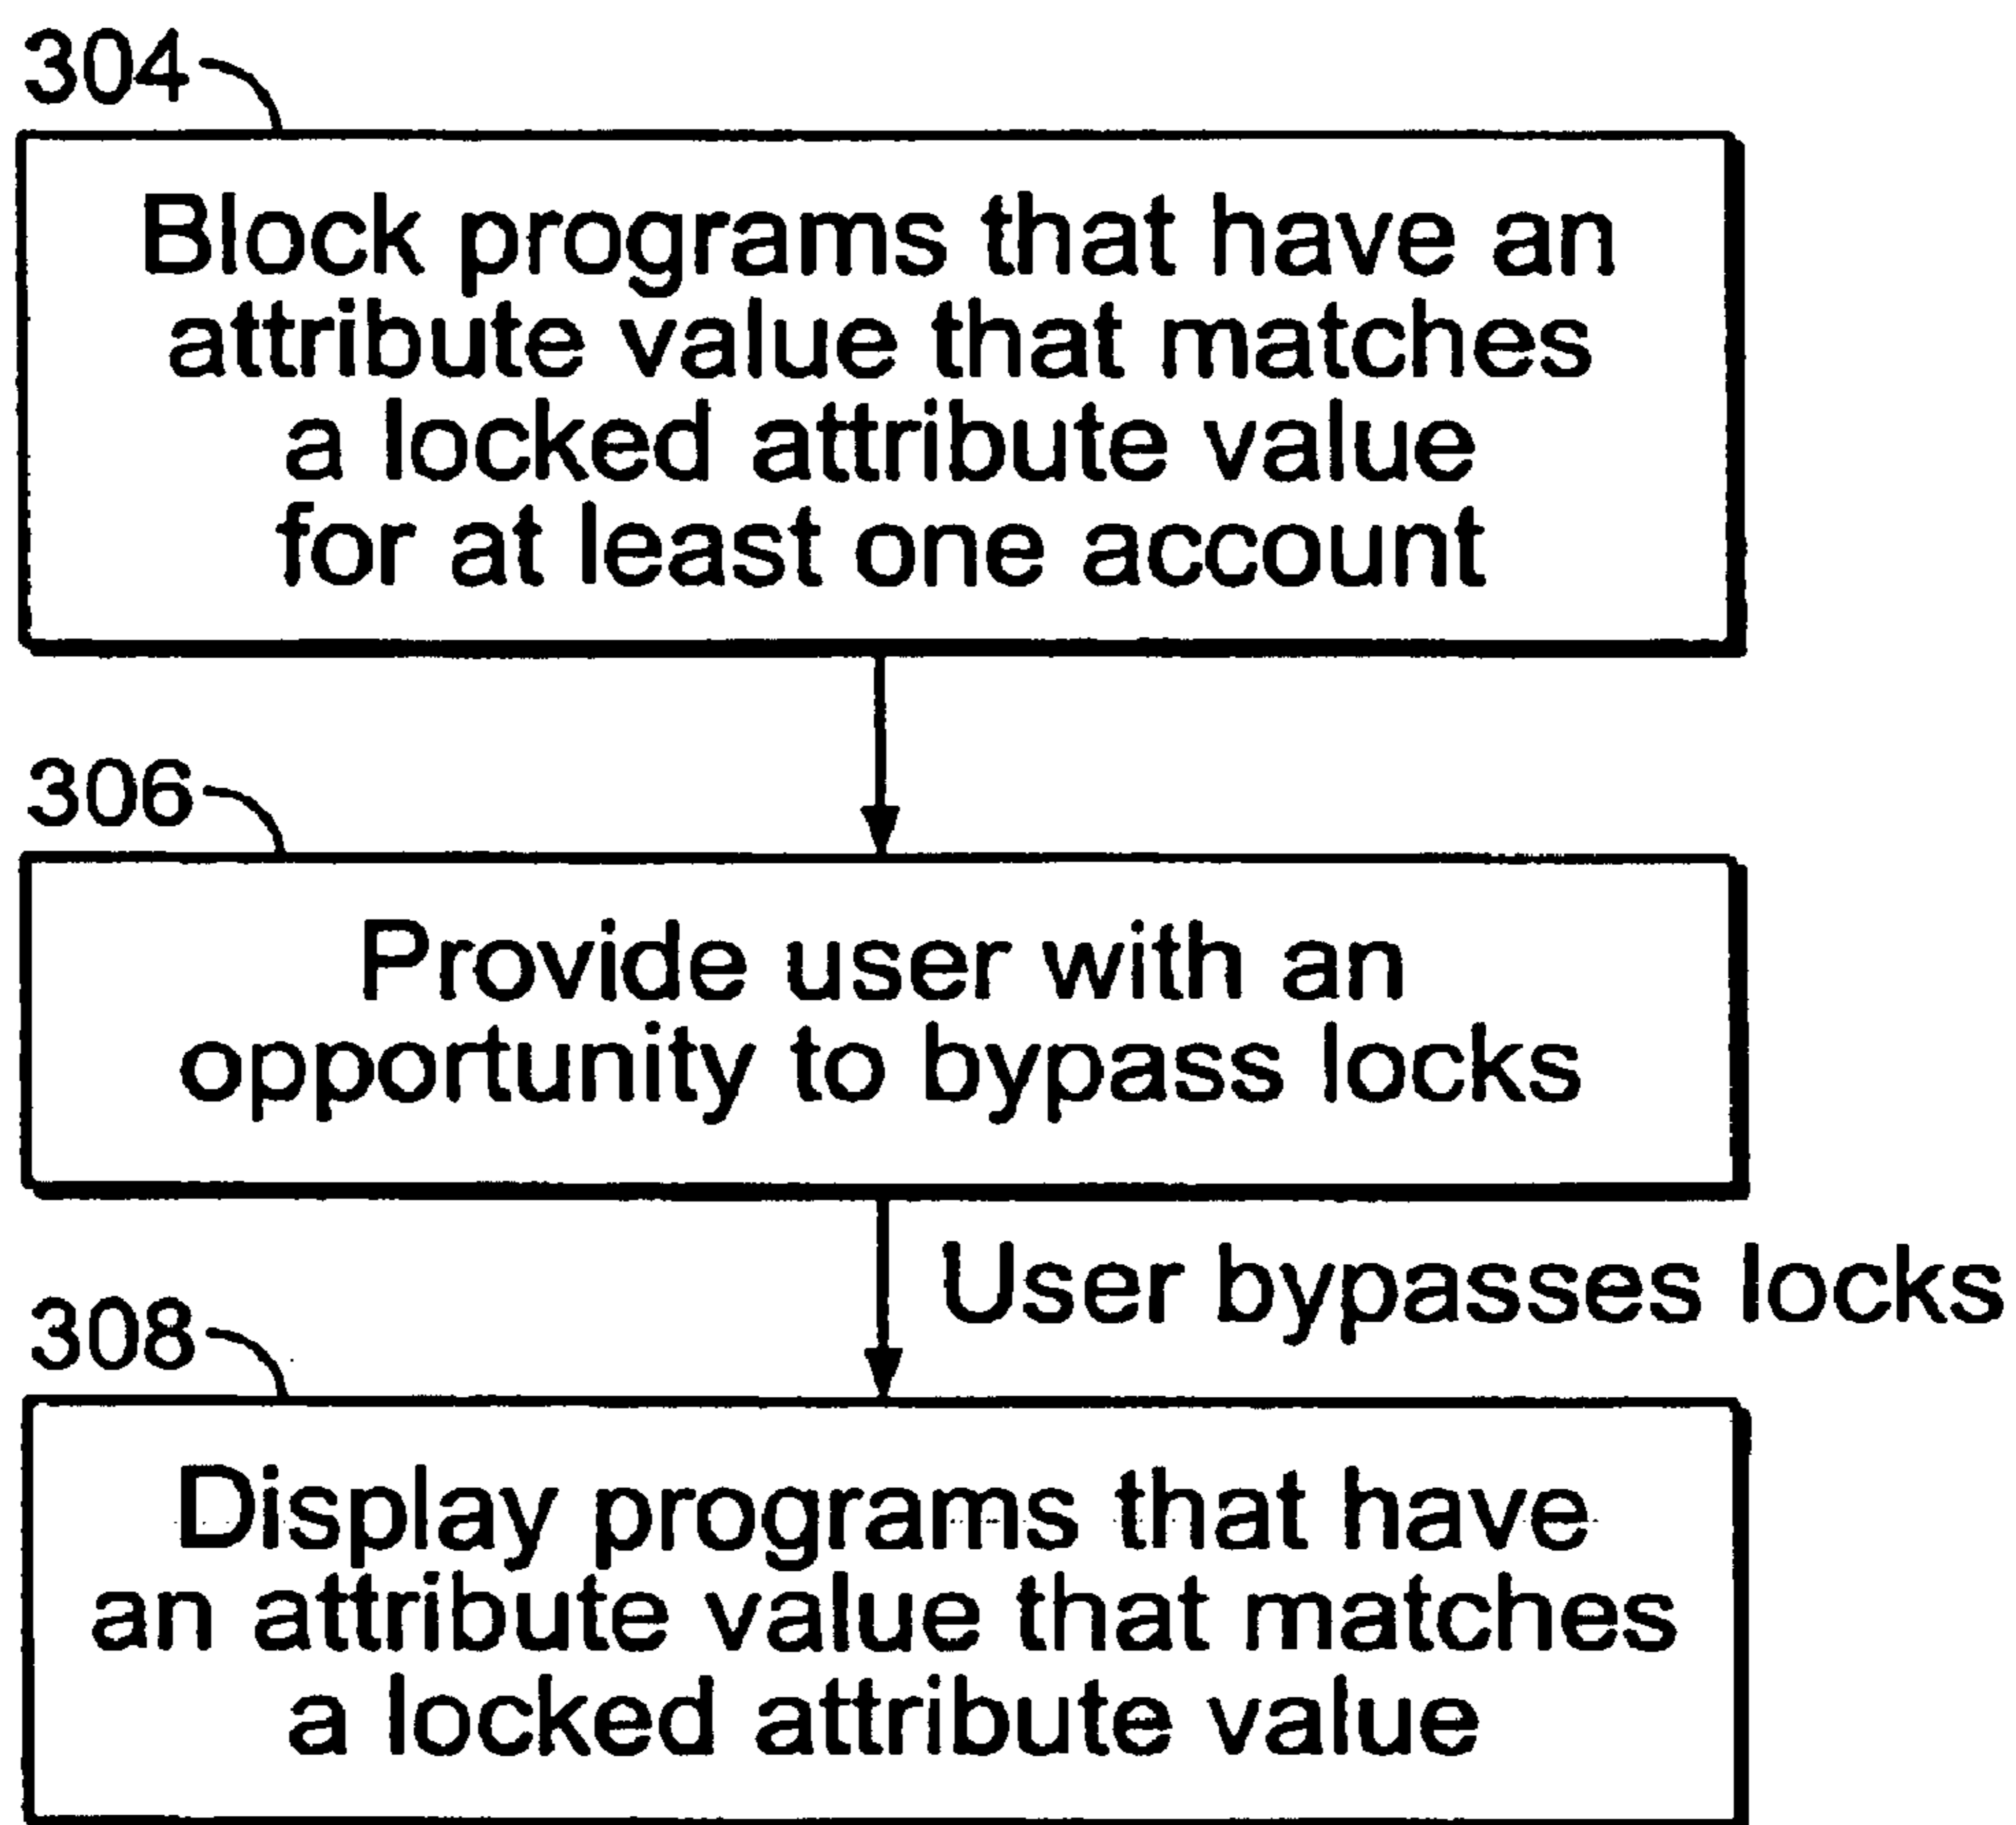 304
Block programs that have an
attribute value that matches
a locked attribute value
for at least one account
306
Provide user with an
opportunity to bypass locks
User bypasses locks
308
Display programs that have
an attribute value that matches
a locked attribute value